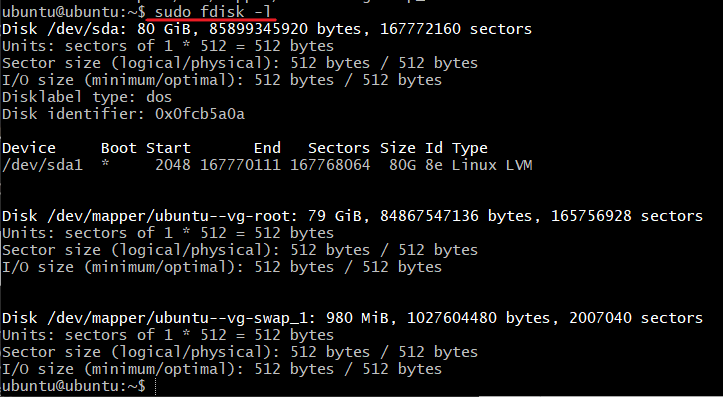 ubuntu@ubuntu:~$ sudo fdisk -l
Disk /dev/sda: 80 GiB, 85899345920 bytes, 167772160 sectors
Units: sectors of 1 * 512 = 512 bytes
Sector size (logical/physical): 512 bytes / 512 bytes
I/O size (minimum/optimal): 512 bytes / 512 bytes
Disklabel type: dos
Disk identifier: 0x0fcb5a0a
Device     Boot Start       End   Sectors Size Id Type
/dev/sda1  *     2048 167770111 167768064  80G 8e Linux LVM
Disk /dev/mapper/ubuntu--vg-root: 79 GiB, 84867547136 bytes, 165756928 sectors
Units: sectors of 1 * 512 = 512 bytes
Sector size (logical/physical): 512 bytes / 512 bytes
I/O size (minimum/optimal): 512 bytes / 512 bytes
Disk /dev/mapper/ubuntu--vg-swap_1: 980 MiB, 1027604480 bytes, 2007040 sectors
Units: sectors of 1 * 512 = 512 bytes
Sector size (logical/physical): 512 bytes / 512 bytes
I/O size (minimum/optimal): 512 bytes / 512 bytes
ubuntu@ubuntu:~$